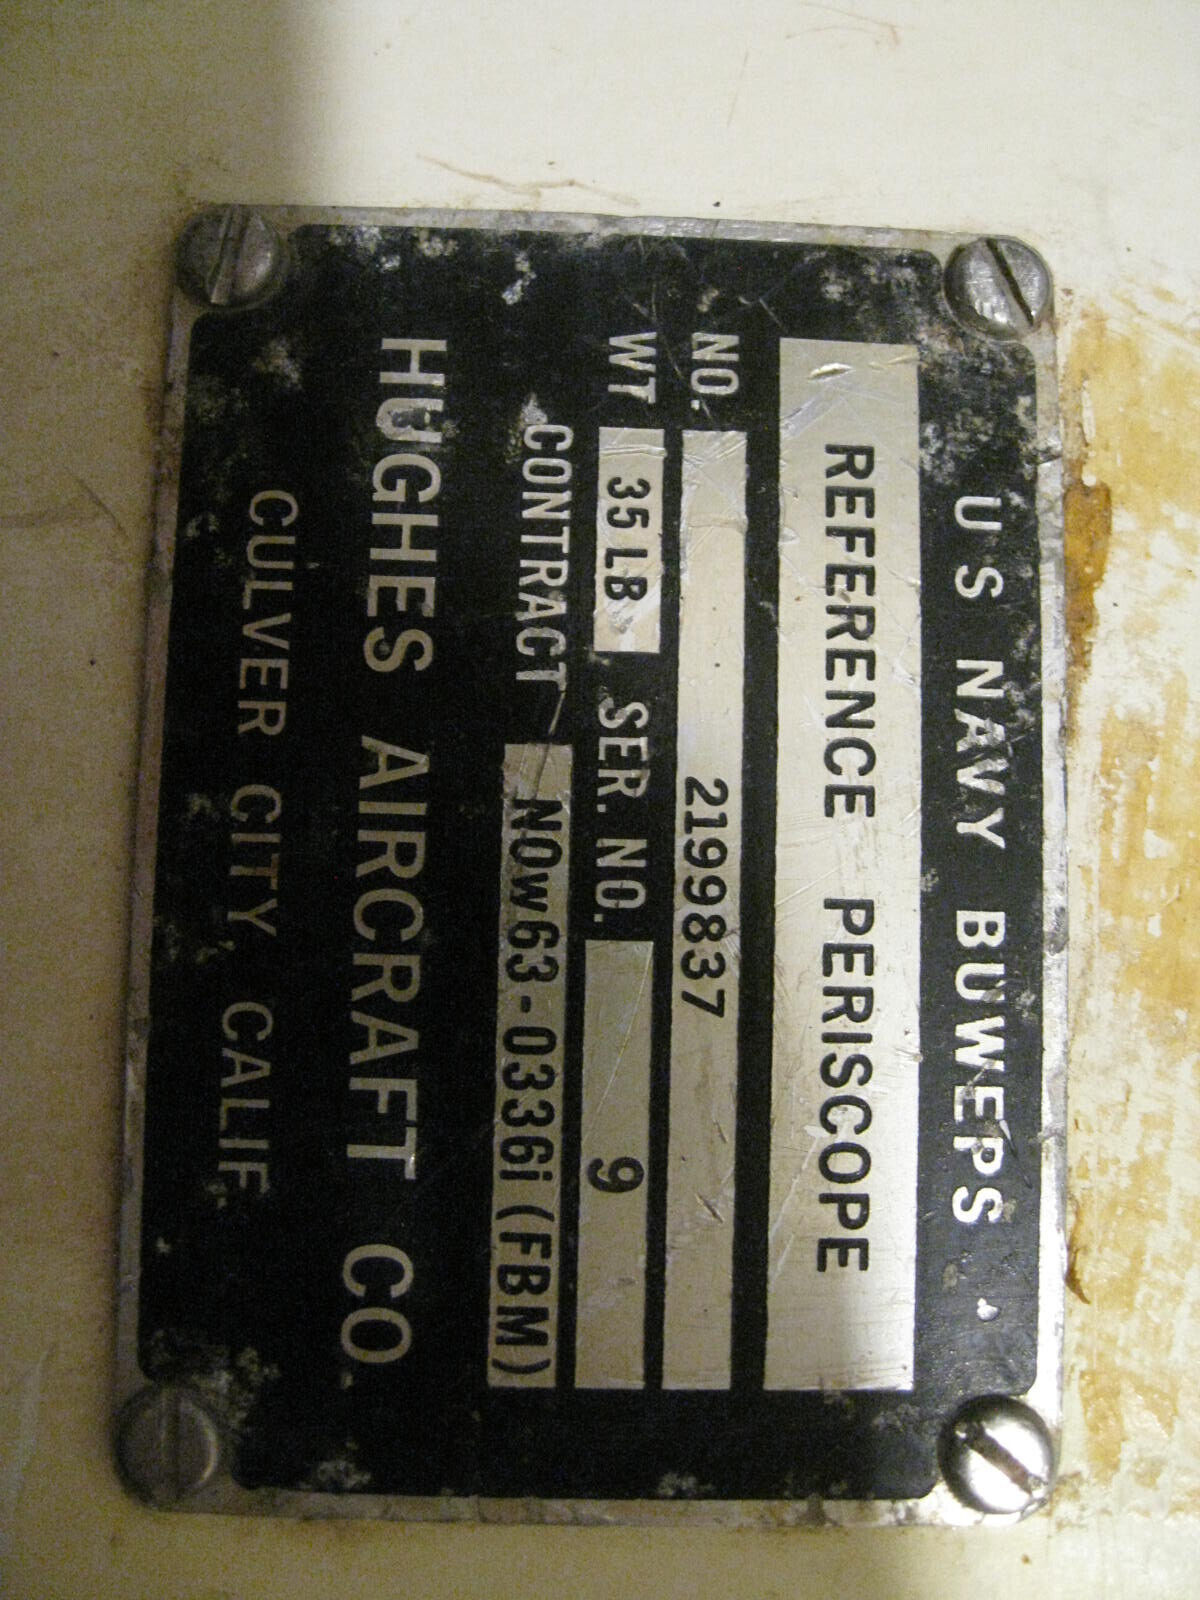 US NAVY BUWEPS
REFERENCE PERISCOPE
NO. 2199837
WT 35 LB SER. NO. 9
CONTRACT NOw63-0336i(FBM)
HUGHES AIRCRAFT CO
CULVER CITY CALIF.